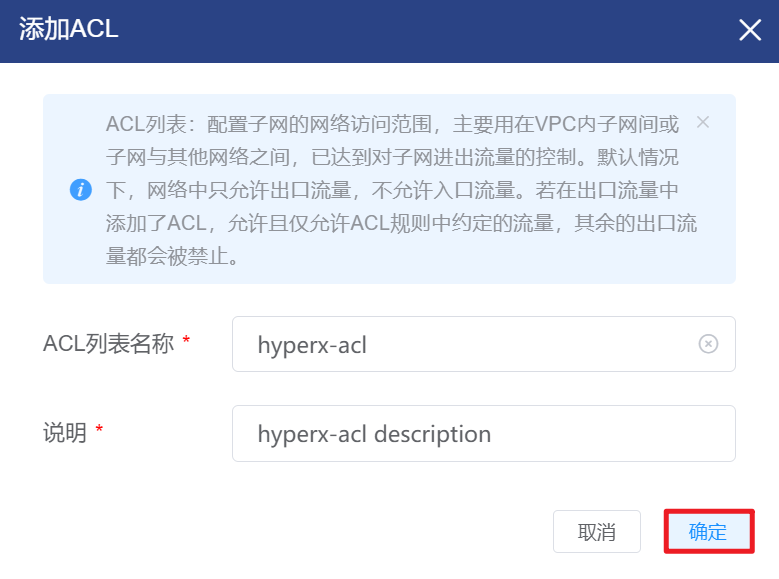 添加ACL
ACL列表：配置子网的网络访问范围，主要用在VPC内子网间或
子网与其他网络之间，已达到对子网进出流量的控制。默认情况
下，网络中只允许出口流量，不允许入口流量。若在出口流量中
添加了ACL，允许且仅允许ACL规则中约定的流量，其余的出口流
量都会被禁止。
ACL列表名称 * hyperx-acl
说明 * hyperx-acl description
取消 确定